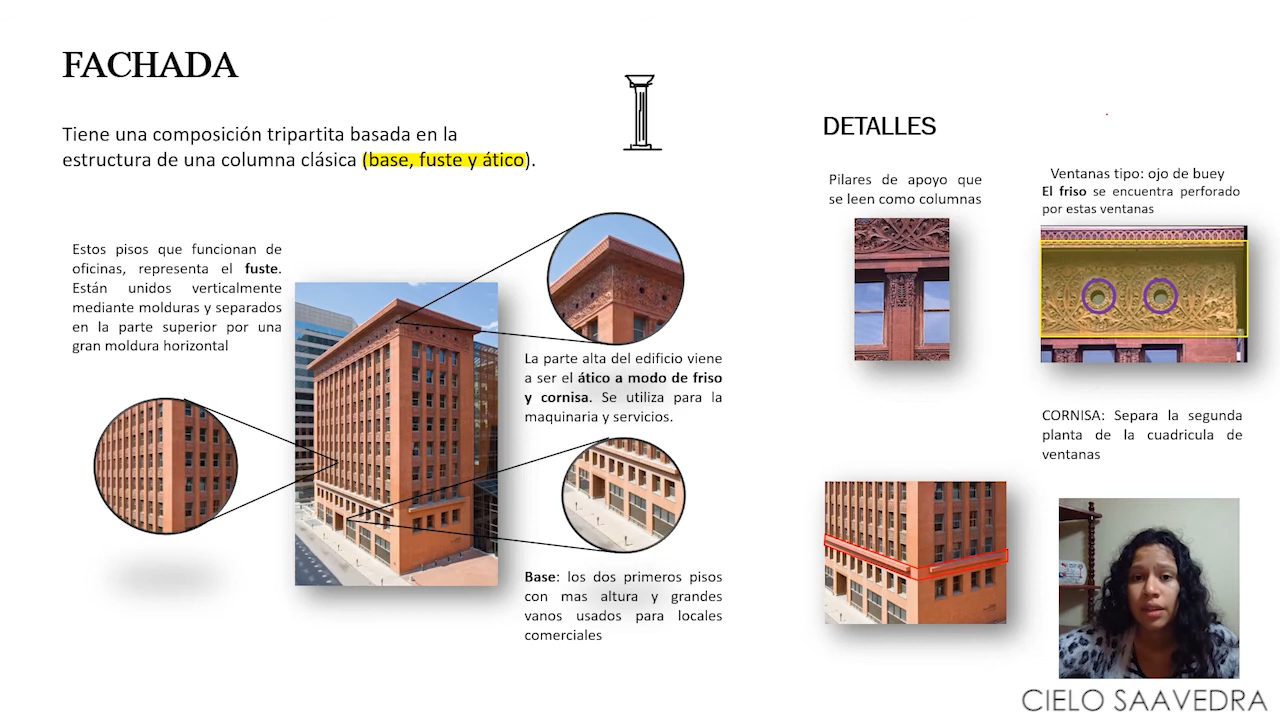 FACHADA
Tiene una composición tripartita basada en la
estructura de una columna clásica (base, fuste y ático).
Estos pisos que funcionan de
oficinas, representa el fuste.
Están unidos verticalmente
mediante molduras y separados
en la parte superior por una
gran moldura horizontal
La parte alta del edificio viene
a ser el ático a modo de friso
y cornisa. Se utiliza para la
maquinaria y servicios.
Base: los dos primeros pisos
con mas altura y grandes
vanos usados para locales
comerciales
DETALLES
Pilares de apoyo que
se leen como columnas
Ventanas tipo: ojo de buey
El friso se encuentra perforado
por estas ventanas
CORNISA: Separa la segunda
planta de la cuadricula de
ventanas
CIELO SAAVEDRA